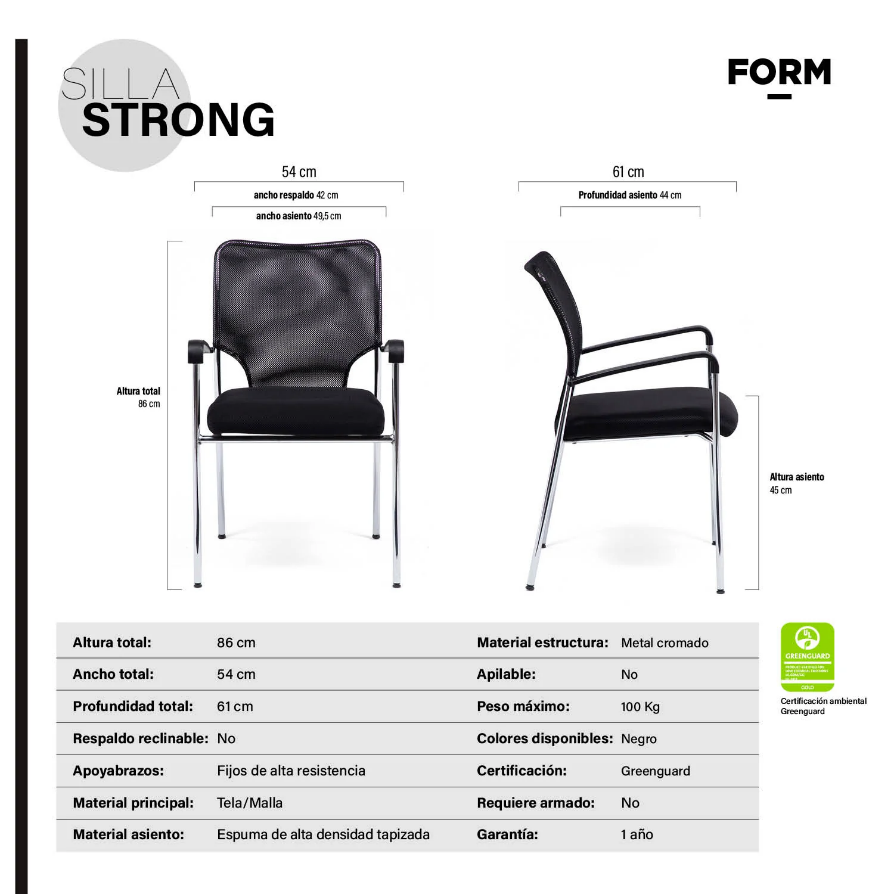 SILLA
STRONG
FORM
54 cm
ancho respaldo 42 cm
ancho asiento 49,5 cm
61 cm
Profundidad asiento 44 cm
Altura total
86 cm
Altura asiento
45 cm
Altura total: 86 cm
Material estructura: Metal cromado
Ancho total: 54 cm
Apilable: No
Profundidad total: 61 cm
Peso máximo: 100 Kg
Respaldo reclinable: No
Colores disponibles: Negro
Apoyabrazos: Fijos de alta resistencia
Certificación: Greenguard
Material principal: Tela/Malla
Requiere armado: No
Material asiento: Espuma de alta densidad tapizada
Garantía: 1 año
UL
GREENGUARD
GOLD
Certificación ambiental
Greenguard